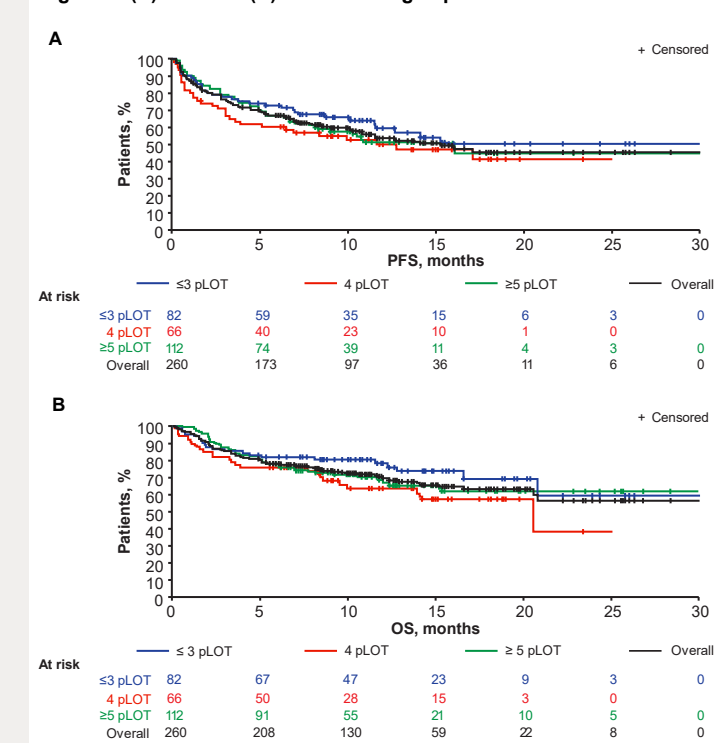 A
+ Censored
Patients, %
100
90
80
70
60
50
40
30
20
10
0
0 5 10 15 20 25 30
PFS, months
≤3 pLOT 4 pLOT ≥5 pLOT Overall
At risk
≤3 pLOT 82 59 35 15 6 3 0
4 pLOT 66 40 23 10 1 0
≥5 pLOT 112 74 39 11 4 3 0
Overall 260 173 97 36 11 6 0
B
+ Censored
Patients, %
100
90
80
70
60
50
40
30
20
10
0
0 5 10 15 20 25 30
OS, months
≤ 3 pLOT 4 pLOT ≥ 5 pLOT Overall
At risk
≤3 pLOT 82 67 47 23 9 3 0
4 pLOT 66 50 28 15 3 0
≥5 pLOT 112 91 55 21 10 5 0
Overall 260 208 130 59 22 8 0